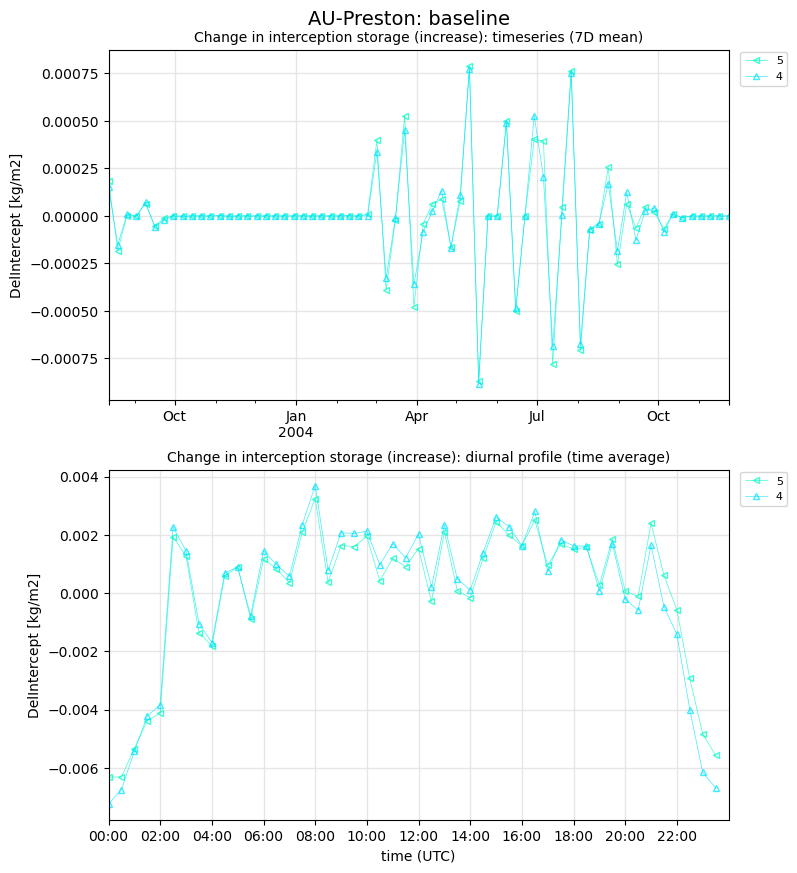 AU-Preston: baseline
Change in interception storage (increase): timeseries (7D mean)
DelIntercept [kg/m2]
0.00075
0.00050
0.00025
0.00000
−0.00025
−0.00050
−0.00075
Oct
Jan
2004
Apr
Jul
Oct
5
4
Change in interception storage (increase): diurnal profile (time average)
DelIntercept [kg/m2]
0.004
0.002
0.000
−0.002
−0.004
−0.006
00:00
02:00
04:00
06:00
08:00
10:00
12:00
14:00
16:00
18:00
20:00
22:00
time (UTC)
5
4